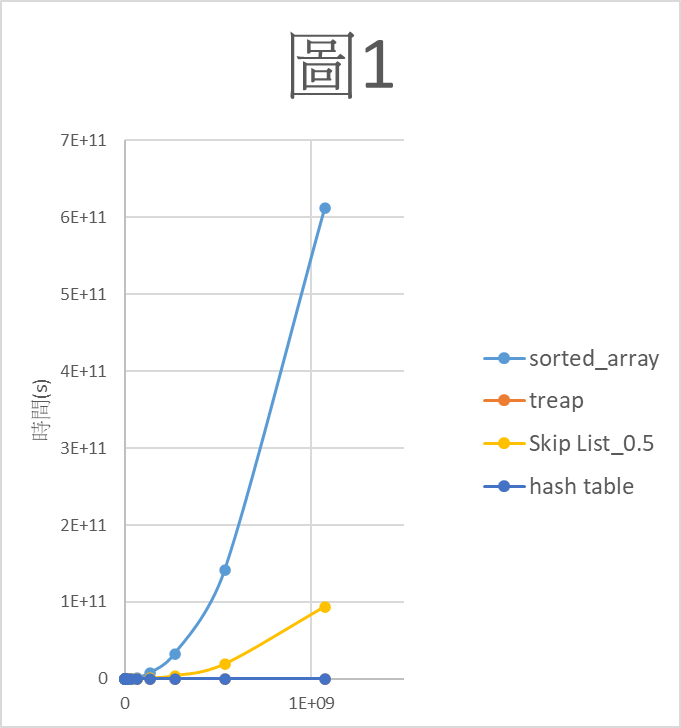 圖1
7E+11
6E+11
5E+11
4E+11
3E+11
2E+11
1E+11
0
時間(s)
0
1E+09
sorted_array
treap
Skip List_0.5
hash table